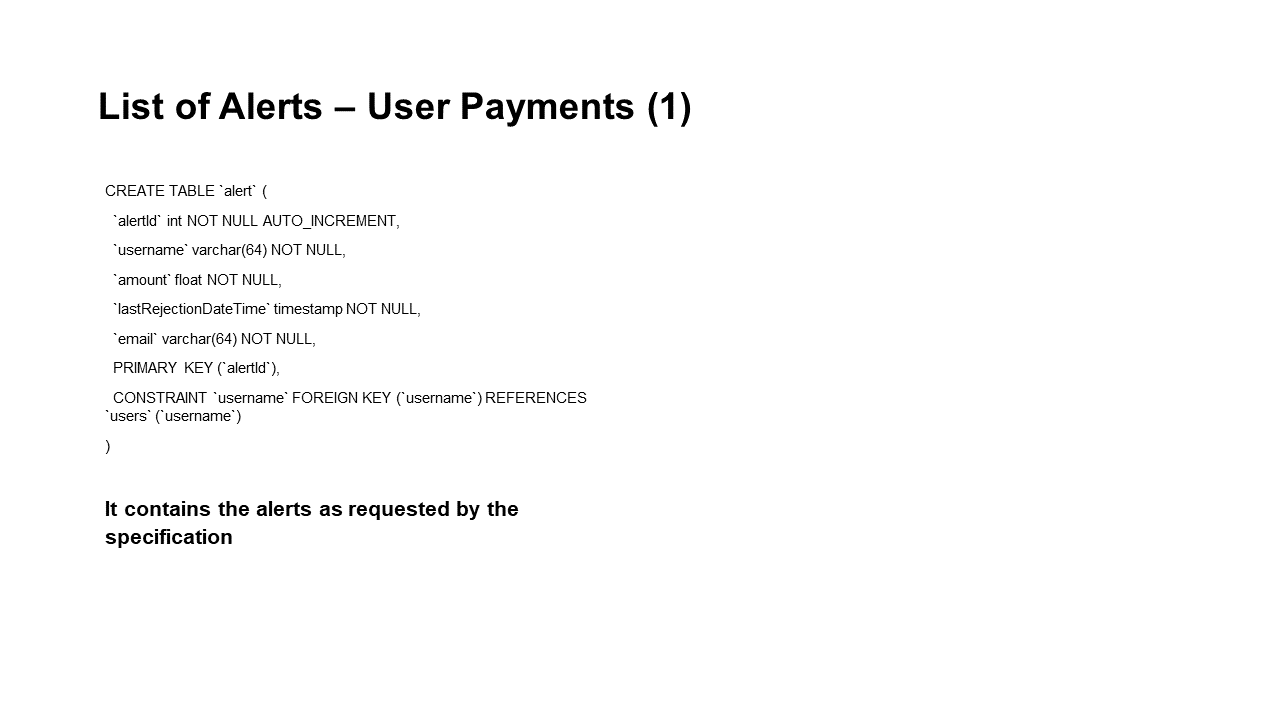 List of Alerts – User Payments (1)
CREATE TABLE `alert` (
`alertId` int NOT NULL AUTO_INCREMENT,
`username` varchar(64) NOT NULL,
`amount` float NOT NULL,
`lastRejectionDateTime` timestamp NOT NULL,
`email` varchar(64) NOT NULL,
PRIMARY KEY (`alertId`),
CONSTRAINT `username` FOREIGN KEY (`username`) REFERENCES
`users` (`username`)
)
It contains the alerts as requested by the
specification